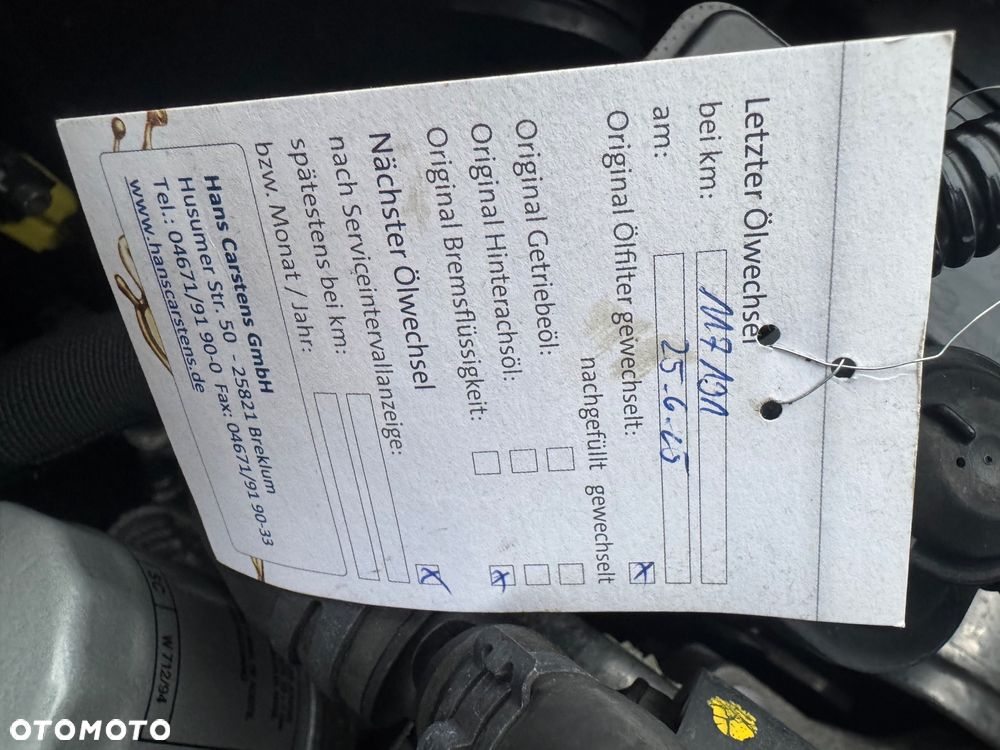 Letzter Ölwechsel
bei km: 117 191
am: 25.6.25
Original Ölfilter gewechselt: x
nachgefüllt gewechselt
Original Getriebeöl:
Original Hinterachsöl:
Original Bremsflüssigkeit: x
Nächster Ölwechsel
nach Serviceintervallanzeige: x
spätestens bei km:
bzw. Monat / Jahr:
Hans Carstens GmbH
Husumer Str. 50 - 25821 Breklum
Tel.: 04671/91 90-0 Fax: 04671/91 90-33
www.hanscarstens.de
W 712/94
OTOMOTO